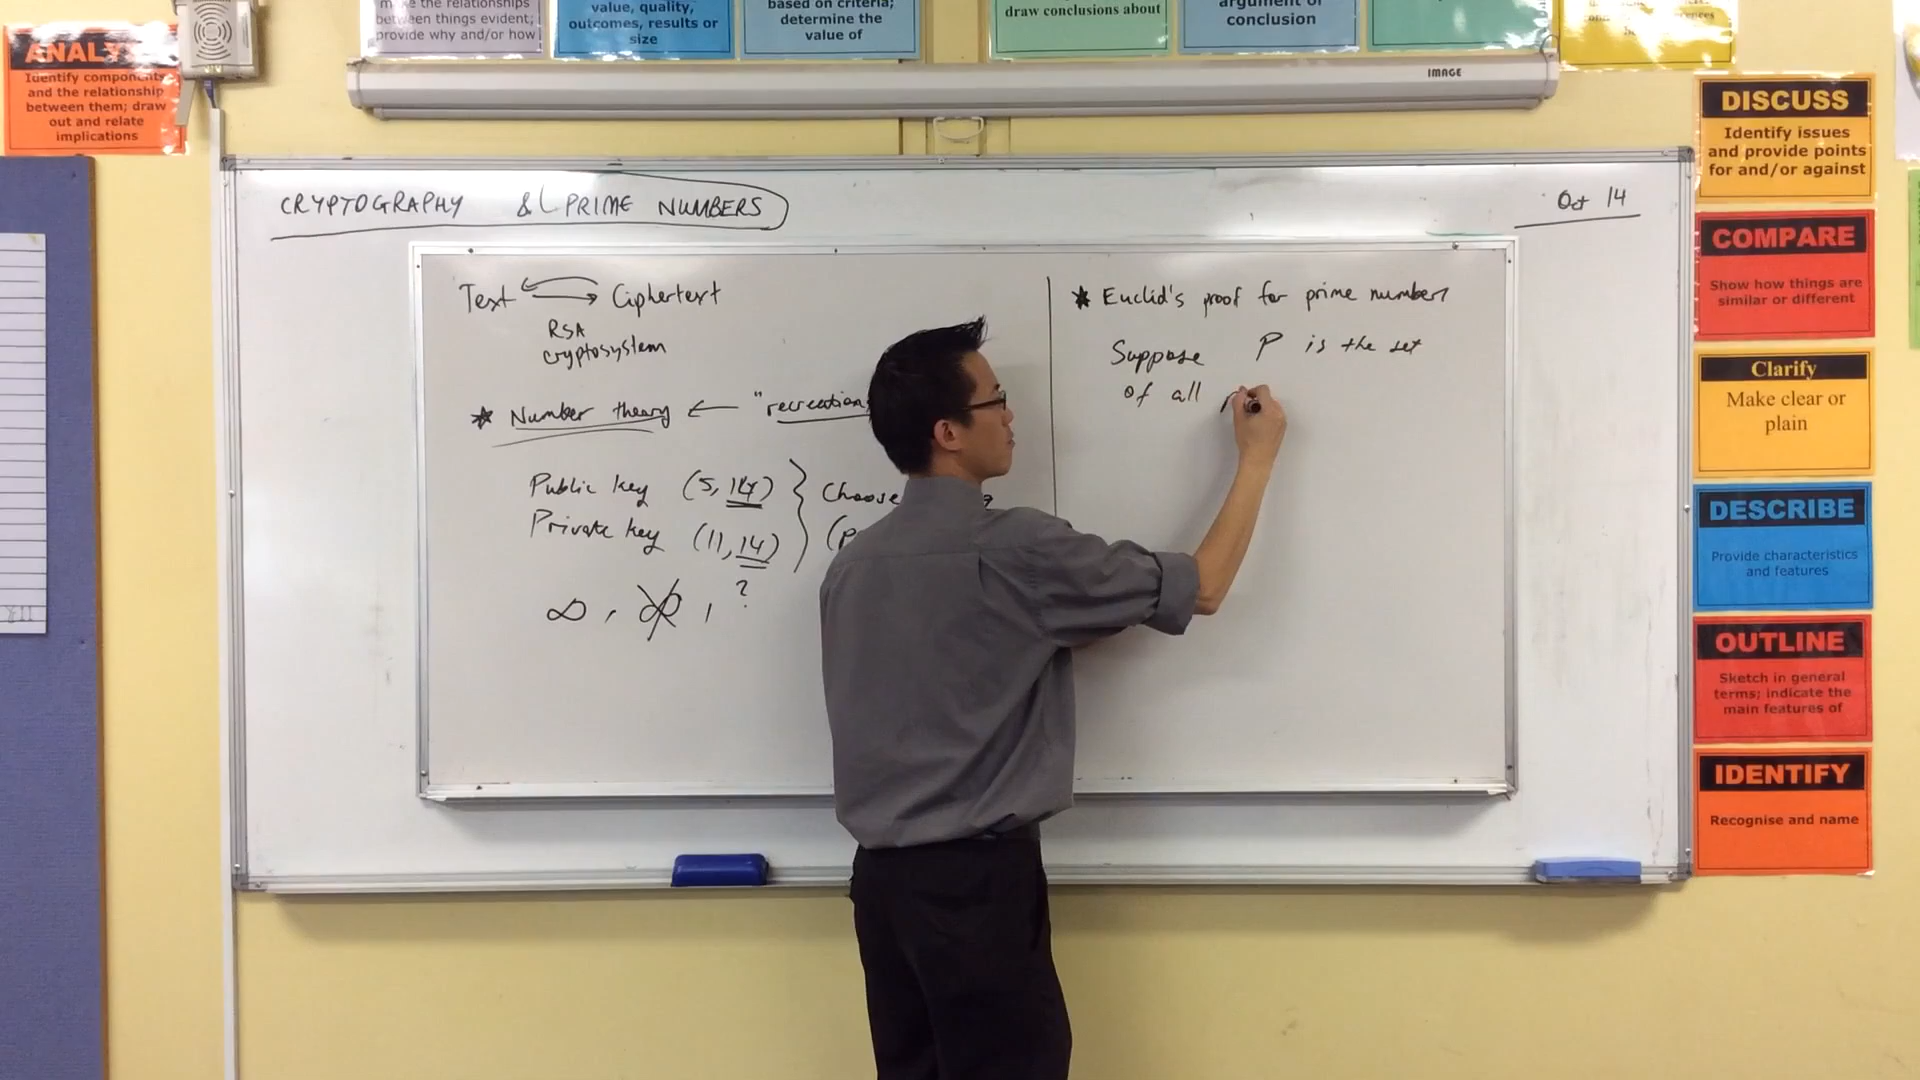 ANALY
Identify components
and the relationship
between them; draw
out and relate
implications
the relationships
between things evident;
provide why and/or how
value, quality,
outcomes, results or
size
based on criteria;
determine the
value of
draw conclusions about
argument or
conclusion
IMAGE
CRYPTOGRAPHY & PRIME NUMBERS
Oct 14
Text Ciphertext
RSA
cryptosystem
★ Number theory ← "recreation
Public key (5, 14)
Private key (11, 14)
Choose
(p
∞, ?
★ Euclid's proof for prime numbers
Suppose P is the set
of all
DISCUSS
Identify issues
and provide points
for and/or against
COMPARE
Show how things are
similar or different
Clarify
Make clear or
plain
DESCRIBE
Provide characteristics
and features
OUTLINE
Sketch in general
terms; indicate the
main features of
IDENTIFY
Recognise and name